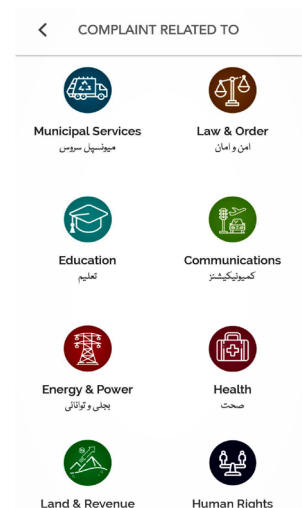 COMPLAINT RELATED TO
Municipal Services
میونسپل سروس
Law & Order
امن و امان
Education
تعلیم
Communications
کمیونیکیشنز
Energy & Power
بجلی و توانائی
Health
صحت
Land & Revenue
Human Rights